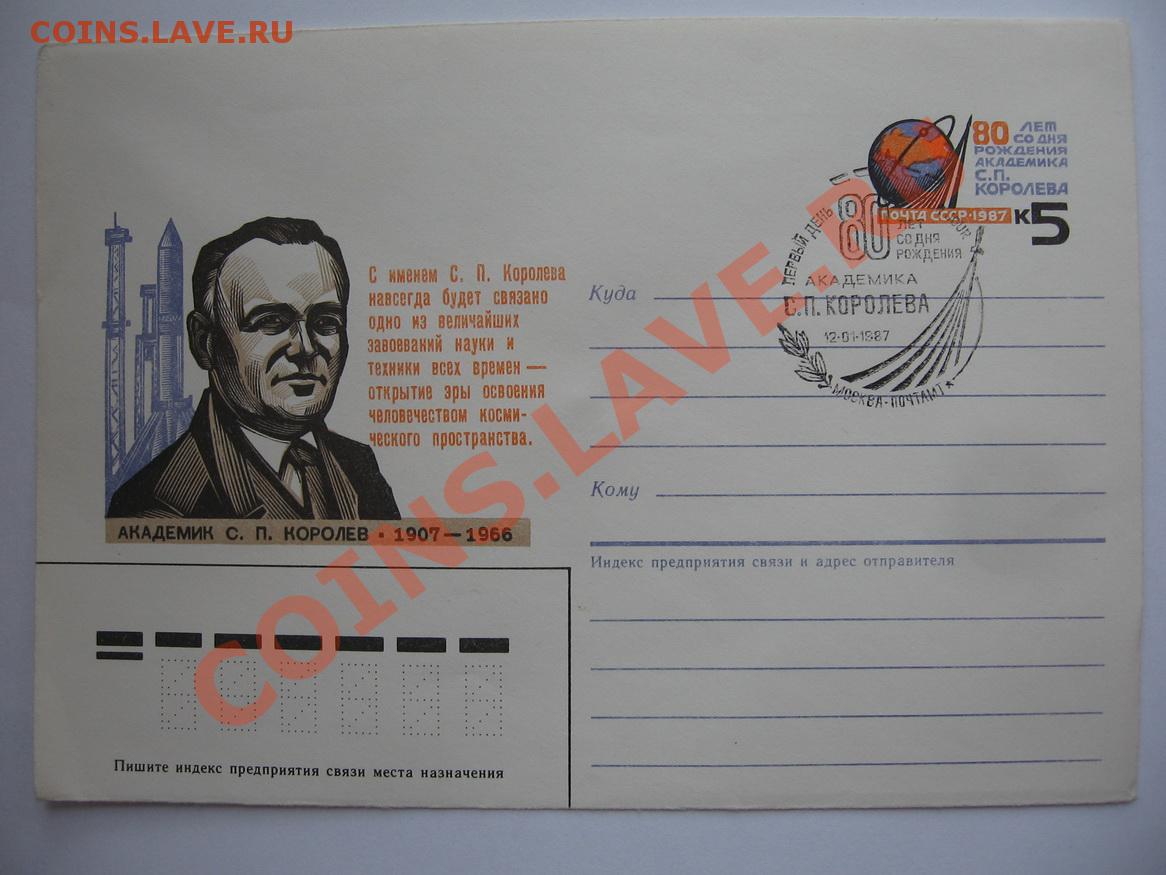 COINS.LAVE.RU
80 ЛЕТ
СО ДНЯ
РОЖДЕНИЯ
АКАДЕМИКА
С.П.
КОРОЛЕВА
ПОЧТА СССР·1987
к5
ПЕРВЫЙ ДЕНЬ
80
ЛЕТ
СО ДНЯ
РОЖДЕНИЯ
АКАДЕМИКА
С.П. КОРОЛЕВА
12·01·1987
МОСКВА-ПОЧТАМТ
С именем С. П. Королева
навсегда будет связано
одно из величайших
завоеваний науки и
техники всех времен —
открытие эры освоения
человечеством косми-
ческого пространства.
АКАДЕМИК С. П. КОРОЛЕВ · 1907—1966
Куда
Кому
Индекс предприятия связи и адрес отправителя
Пишите индекс предприятия связи места назначения
COINS.LAVE.RU